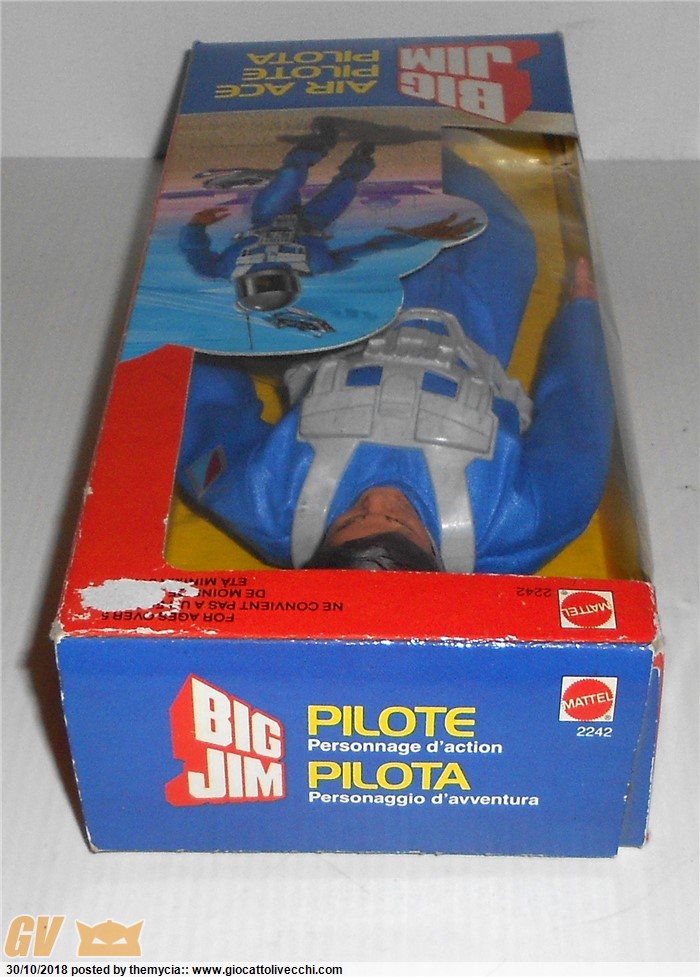 BIG
JIM
AIR ACE
PILOTE
PILOTA
FOR AGES OVER 5
NE CONVIENT PAS A U
DE MOINS DE
ETÀ MINI
2242
MATTEL
BIG
JIM
PILOTE
Personnage d'action
PILOTA
Personaggio d'avventura
MATTEL
2242
GV
30/10/2018 posted by themycia:: www.giocattolivecchi.com